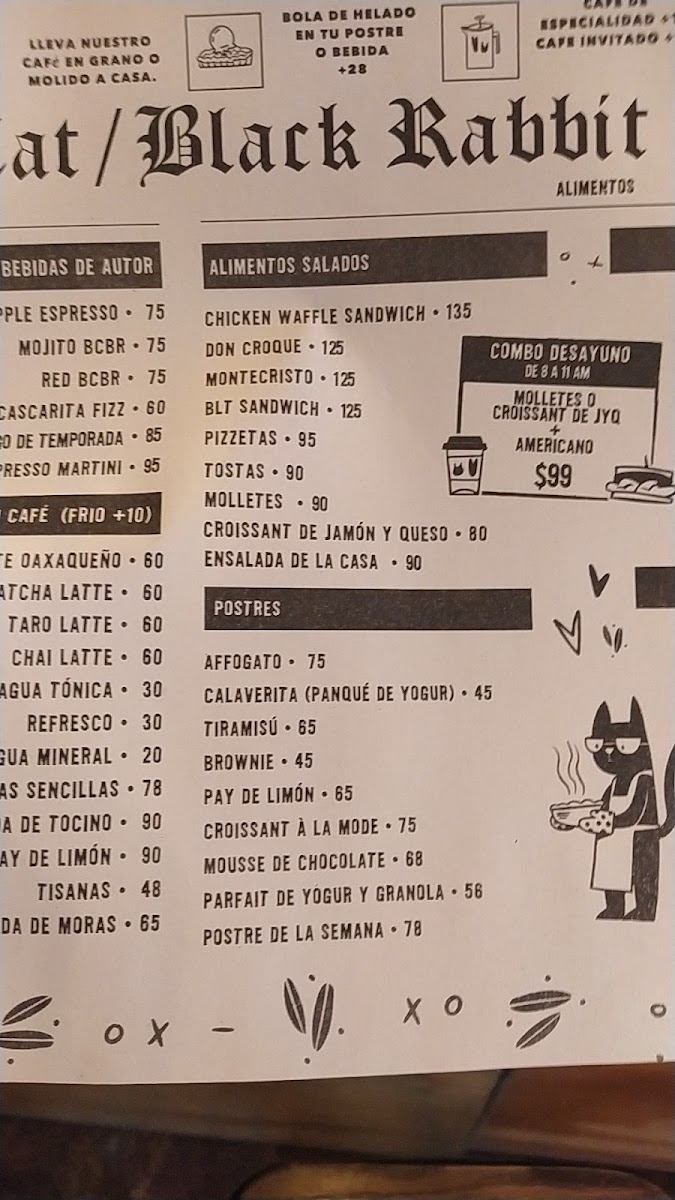 LLEVA NUESTRO
CAFé EN GRANO O
MOLIDO A CASA.
BOLA DE HELADO
EN TU POSTRE
O BEBIDA
+28
ESPECIALIDAD
CAFE INVITADO
at / Black Rabbit
ALIMENTOS
BEBIDAS DE AUTOR
PPLE ESPRESSO • 75
MOJITO BCBR • 75
RED BCBR • 75
CASCARITA FIZZ • 60
GO DE TEMPORADA • 85
PRESSO MARTINI • 95
CAFÉ (FRIO +10)
TE OAXAQUEÑO • 60
ATCHA LATTE • 60
TARO LATTE • 60
CHAI LATTE • 60
AGUA TÓNICA • 30
REFRESCO • 30
GUA MINERAL • 20
AS SENCILLAS • 78
A DE TOCINO • 90
AY DE LIMÓN • 90
TISANAS • 48
DA DE MORAS • 65
ALIMENTOS SALADOS
CHICKEN WAFFLE SANDWICH • 135
DON CROQUE • 125
MONTECRISTO • 125
BLT SANDWICH • 125
PIZZETAS • 95
TOSTAS • 90
MOLLETES • 90
CROISSANT DE JAMÓN Y QUESO • 80
ENSALADA DE LA CASA • 90
COMBO DESAYUNO
DE 8 A 11 AM
MOLLETES O
CROISSANT DE JYQ
+
AMERICANO
$99
POSTRES
AFFOGATO • 75
CALAVERITA (PANQUÉ DE YOGUR) • 45
TIRAMISÚ • 65
BROWNIE • 45
PAY DE LIMÓN • 65
CROISSANT À LA MODE • 75
MOUSSE DE CHOCOLATE • 68
PARFAIT DE YÓGUR Y GRANOLA • 56
POSTRE DE LA SEMANA • 78